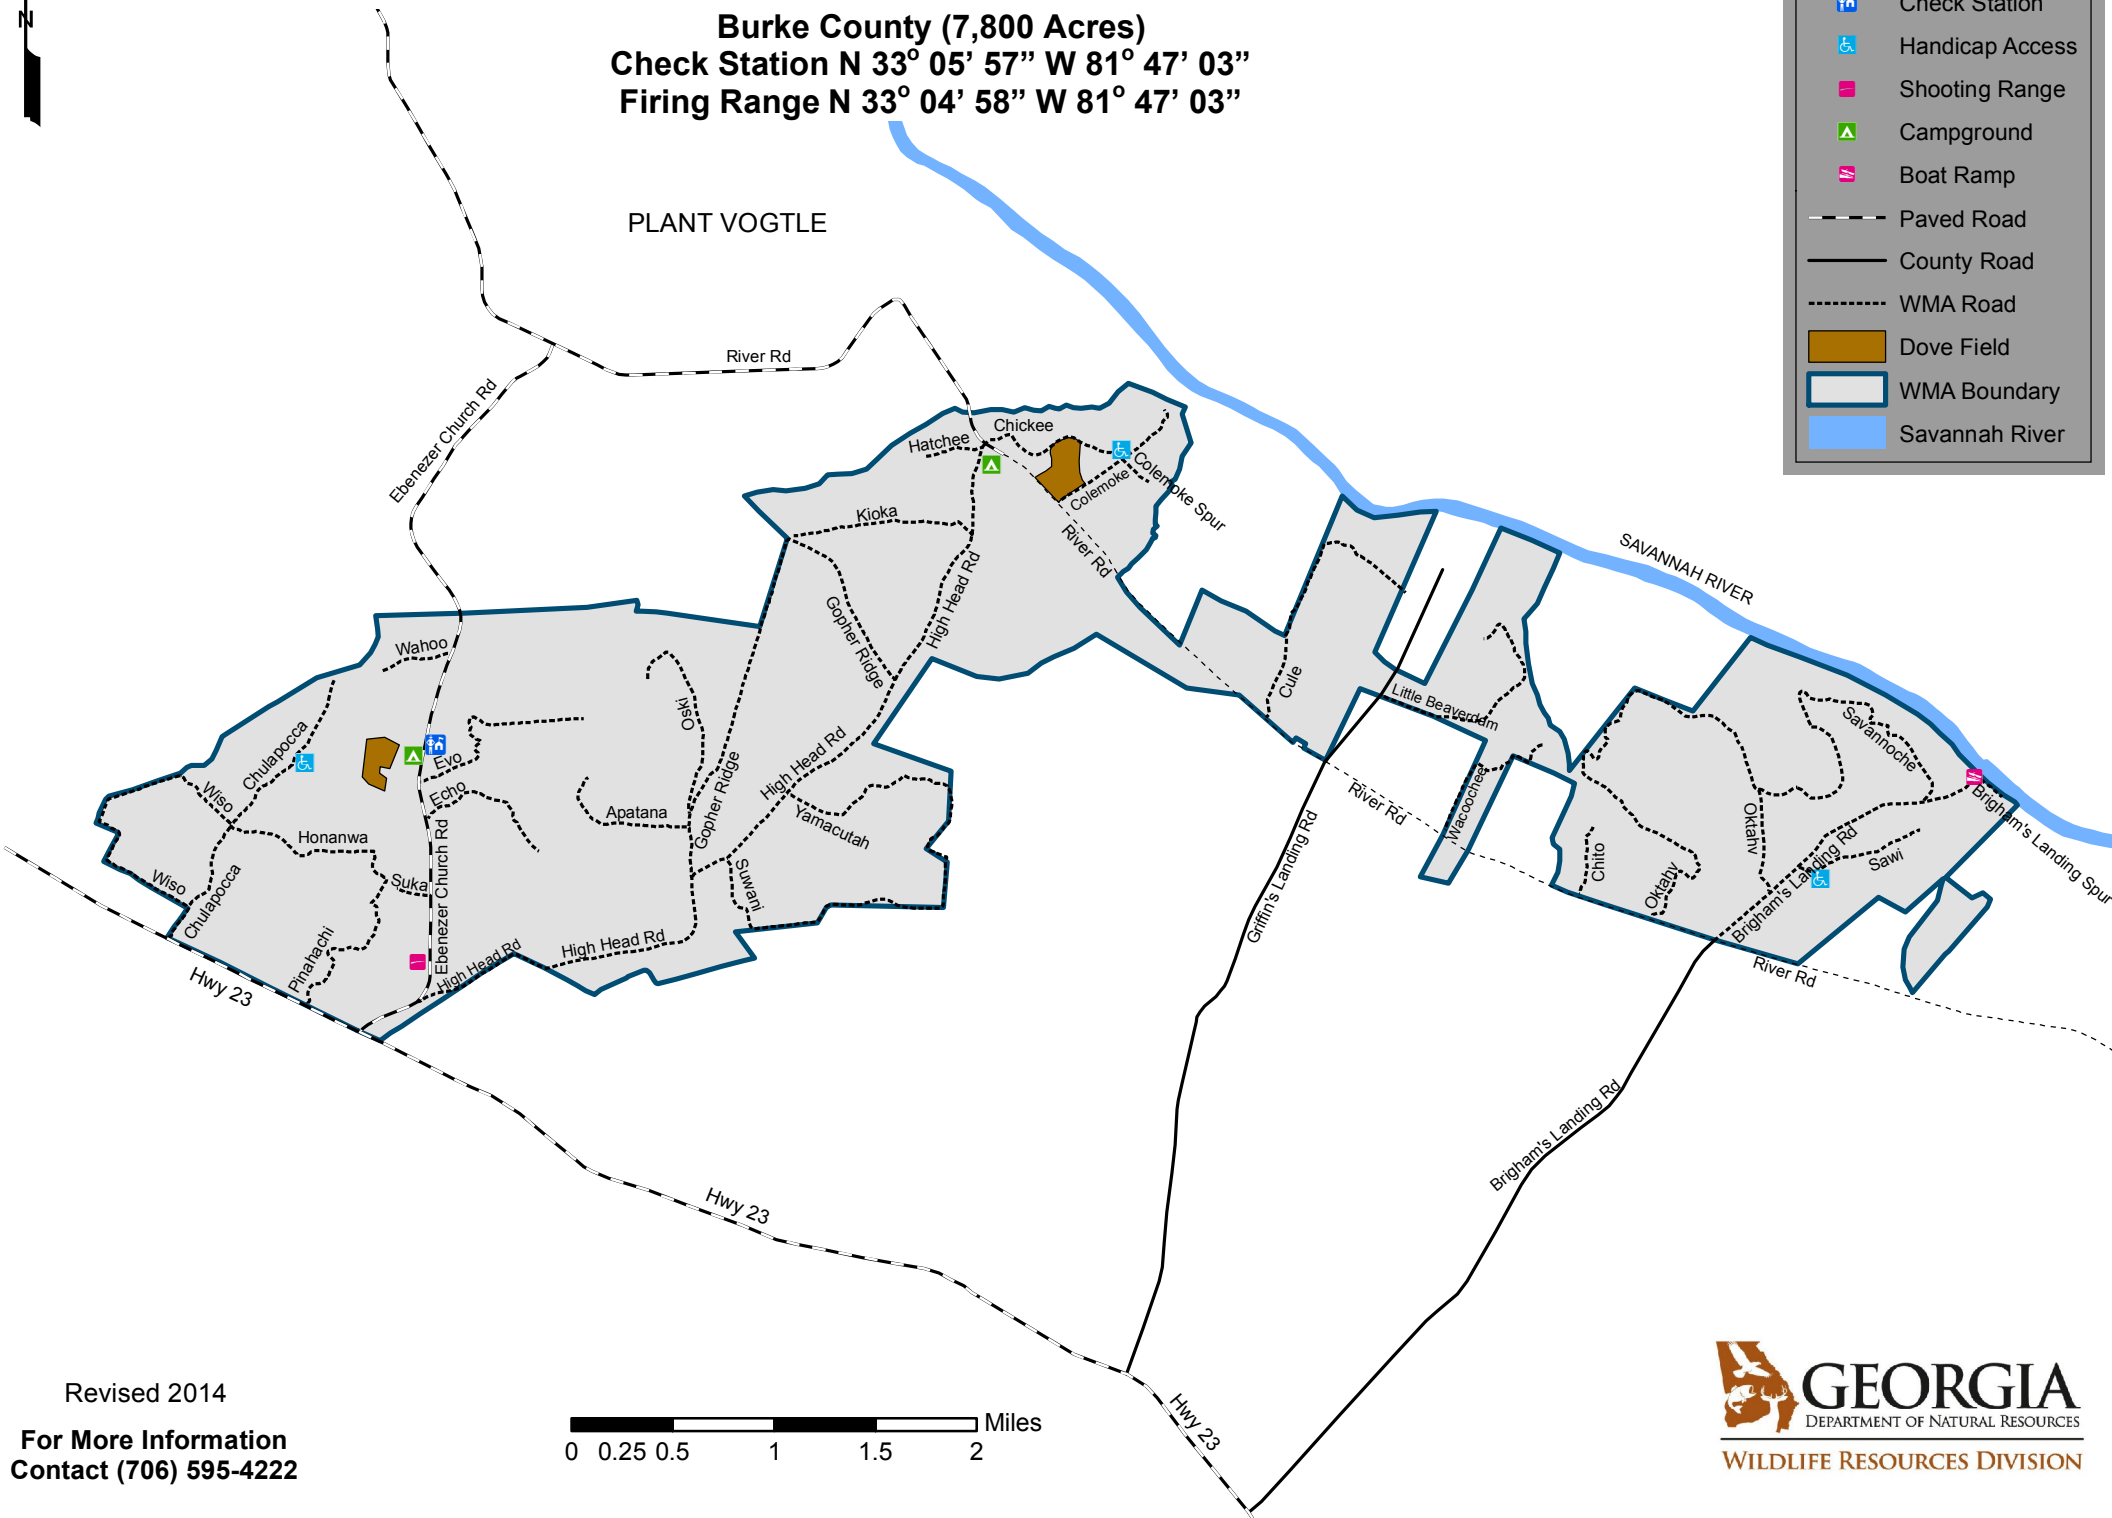 N
Burke County (7,800 Acres)
Check Station N 33o 05’ 57” W 81o 47’ 03”
Firing Range N 33o 04’ 58” W 81o 47’ 03”
Check Station
Handicap Access
Shooting Range
Campground
Boat Ramp
Paved Road
County Road
WMA Road
Dove Field
WMA Boundary
Savannah River
PLANT VOGTLE
River Rd
Ebenezer Church Rd
Hatchee
Chickee
Colemoke
Colemoke Spur
Kioka
River Rd
High Head Rd
Gopher Ridge
SAVANNAH RIVER
Wahoo
Cule
Little Beaverdam
Oski
Savannoche
Chulapocca
Evo
Echo
High Head Rd
Gopher Ridge
Wiso
Apatana
Yamacutah
River Rd
Wacoochee
Brigham's Landing Spur
Honanwa
Oktahv
Chito
Brigham's Landing Rd
Sawi
Suka
Ebenezer Church Rd
Suwani
Wiso
Chulapocca
Oktahv
Griffin's Landing Rd
Pinahachi
High Head Rd
High Head Rd
River Rd
Hwy 23
Brigham's Landing Rd
Hwy 23
Hwy 23
Revised 2014
For More Information
Contact (706) 595-4222
Miles
0 0.25 0.5 1 1.5 2
GEORGIA
DEPARTMENT OF NATURAL RESOURCES
WILDLIFE RESOURCES DIVISION